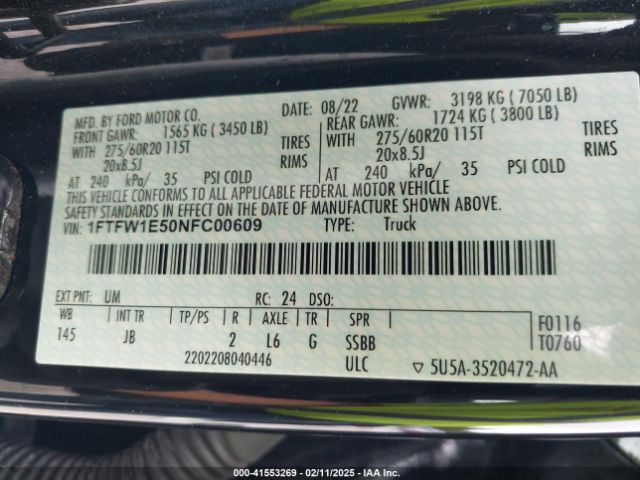 MFD. BY FORD MOTOR CO. DATE: 08/22 GVWR: 3198 KG ( 7050 LB)
FRONT GAWR: 1565 KG ( 3450 LB) REAR GAWR: 1724 KG ( 3800 LB)
WITH 275/60R20 115T TIRES WITH 275/60R20 115T TIRES
20x8.5J RIMS 20x8.5J RIMS
AT 240 kPa/ 35 PSI COLD AT 240 kPa/ 35 PSI COLD
THIS VEHICLE CONFORMS TO ALL APPLICABLE FEDERAL MOTOR VEHICLE
SAFETY STANDARDS IN EFFECT ON THE DATE OF MANUFACTURE SHOWN ABOVE.
VIN: 1FTFW1E50NFC00609 TYPE: Truck
EXT PNT: UM RC: 24 DSO:
WB INT TR TP/PS R AXLE TR SPR F0116
145 JB 2 L6 G SSBB T0760
2202208040446 ULC 5U5A-3520472-AA
000-41553269 - 02/11/2025 - IAA Inc.